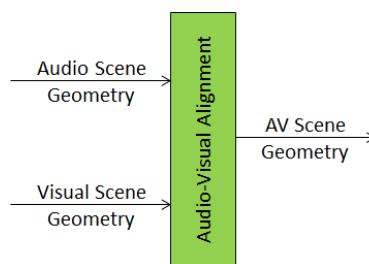 Audio Scene
Geometry
Visual Scene
Geometry
Audio-Visual Alignment
AV Scene
Geometry